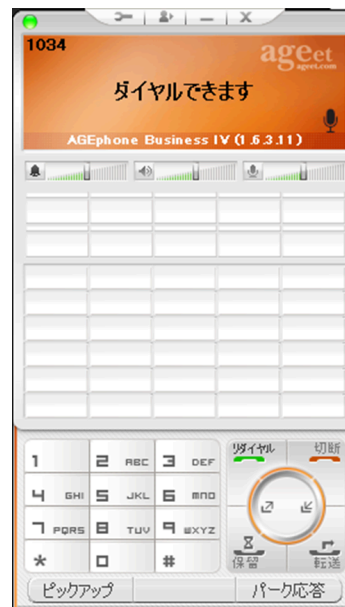 1034
ageet
ageet.com
ダイヤルできます
AGEphone Business IV (1.6.3.11)
リダイヤル 切断
1 2 ABC 3 DEF
4 GHI 5 JKL 6 MNO
7 PQRS 8 TUV 9 WXYZ
* 0 #
保留 転送
ピックアップ パーク応答